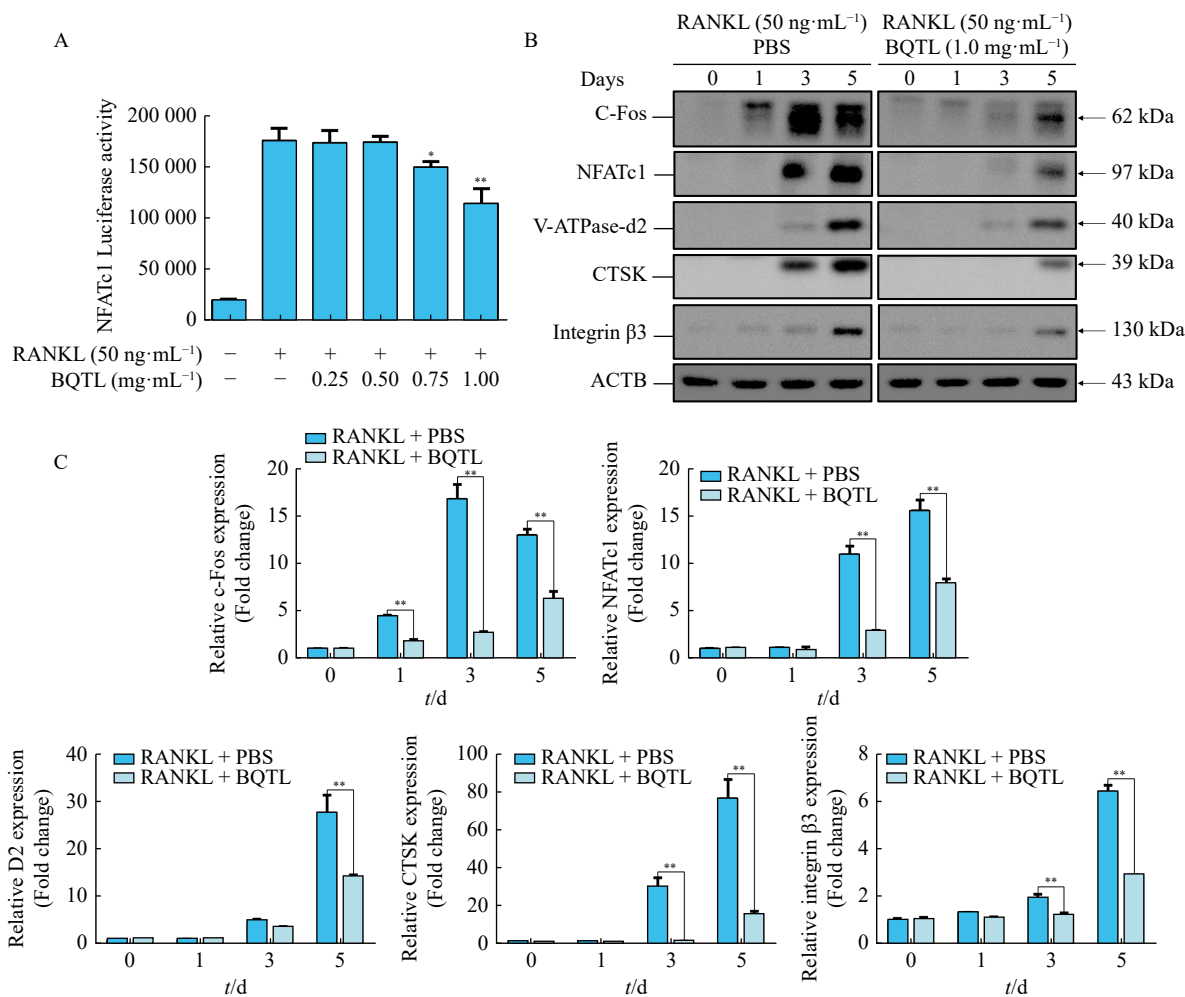 A
NFATc1 Luciferase activity
200 000
150 000
100 000
50 000
0
*
**
RANKL (50 ng·mL⁻¹) − + + + + +
BQTL (mg·mL⁻¹) − − 0.25 0.50 0.75 1.00
B
RANKL (50 ng·mL⁻¹) RANKL (50 ng·mL⁻¹)
PBS BQTL (1.0 mg·mL⁻¹)
Days 0 1 3 5 0 1 3 5
C-Fos 62 kDa
NFATc1 97 kDa
V-ATPase-d2 40 kDa
CTSK 39 kDa
Integrin β3 130 kDa
ACTB 43 kDa
C
RANKL + PBS
RANKL + BQTL
Relative c-Fos expression
(Fold change)
20
15
10
5
0
** ** **
0 1 3 5
t/d
RANKL + PBS
RANKL + BQTL
Relative NFATc1 expression
(Fold change)
20
15
10
5
0
** **
0 1 3 5
t/d
RANKL + PBS
RANKL + BQTL
Relative D2 expression
(Fold change)
40
30
20
10
0
**
0 1 3 5
t/d
RANKL + PBS
RANKL + BQTL
Relative CTSK expression
(Fold change)
100
80
60
40
20
0
** **
0 1 3 5
t/d
RANKL + PBS
RANKL + BQTL
Relative integrin β3 expression
(Fold change)
8
6
4
2
0
** **
0 1 3 5
t/d